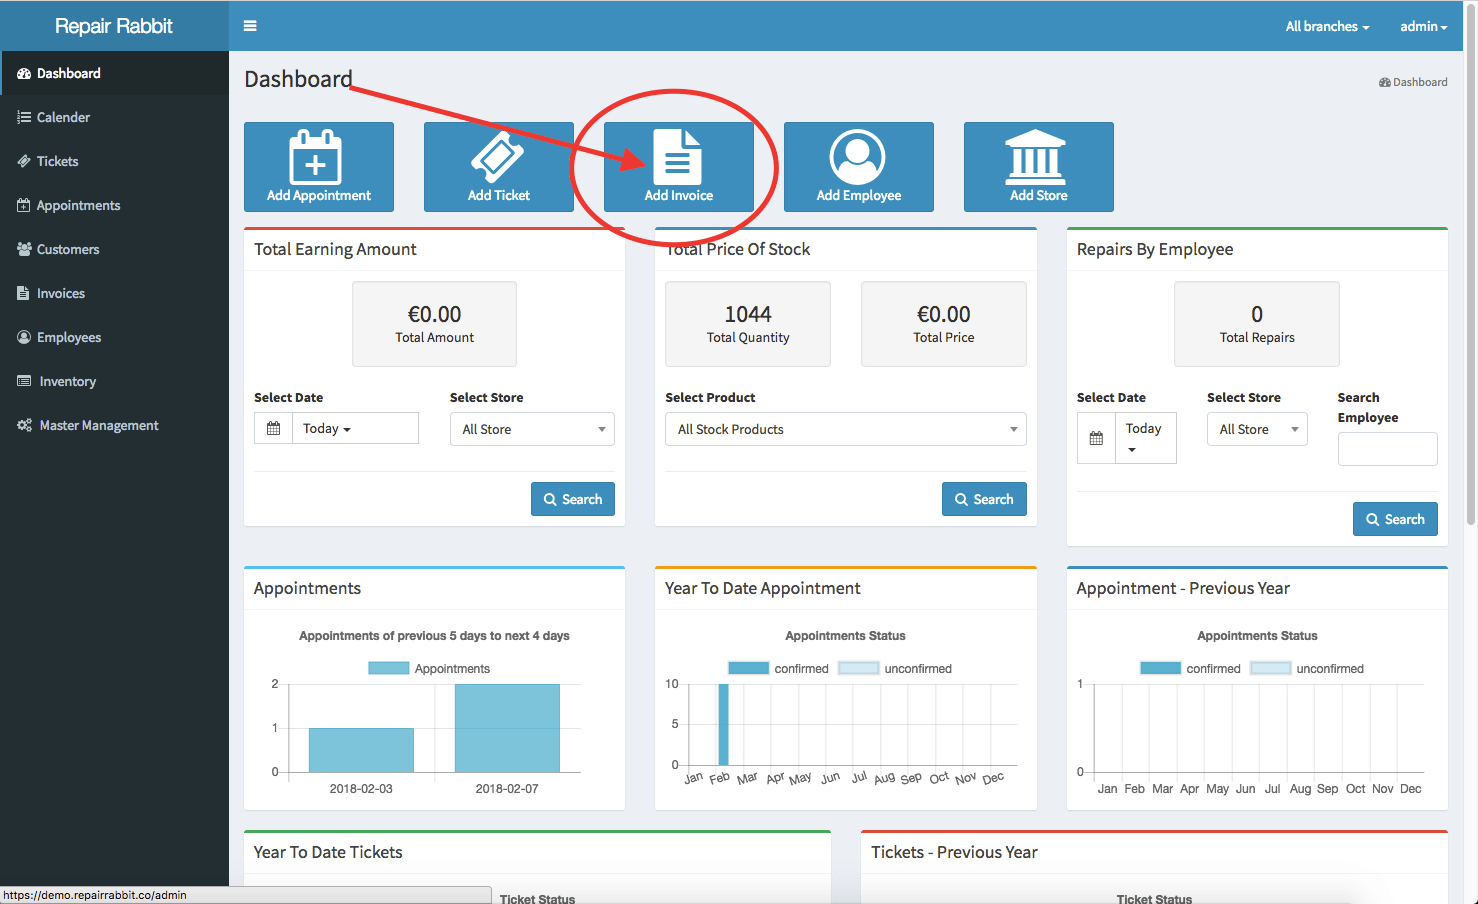 Repair Rabbit
All branches
admin
Dashboard
Calender
Tickets
Appointments
Customers
Invoices
Employees
Inventory
Master Management
Dashboard
Dashboard
Add Appointment
Add Ticket
Add Invoice
Add Employee
Add Store
Total Earning Amount
€0.00
Total Amount
Select Date
Select Store
Today
All Store
Search
Total Price Of Stock
1044
Total Quantity
€0.00
Total Price
Select Product
All Stock Products
Search
Repairs By Employee
0
Total Repairs
Select Date
Select Store
Search
Employee
Today
All Store
Search
Appointments
Appointments of previous 5 days to next 4 days
Appointments
2
1
0
2018-02-03
2018-02-07
Year To Date Appointment
Appointments Status
confirmed
unconfirmed
10
5
0
Jan Feb Mar Apr May Jun Jul Aug Sep Oct Nov Dec
Appointment - Previous Year
Appointments Status
confirmed
unconfirmed
1
0
Jan Feb Mar Apr May Jun Jul Aug Sep Oct Nov Dec
Year To Date Tickets
Ticket Status
Tickets - Previous Year
Ticket Status
https://demo.repairrabbit.co/admin